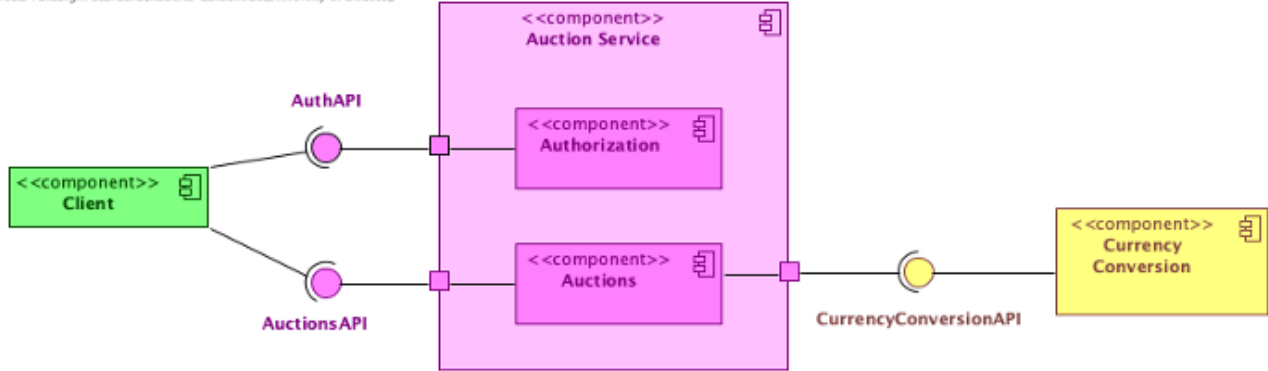 <<component>>
Auction Service
AuthAPI
<<component>>
Authorization
<<component>>
Client
<<component>>
Auctions
AuctionsAPI
CurrencyConversionAPI
<<component>>
Currency
Conversion